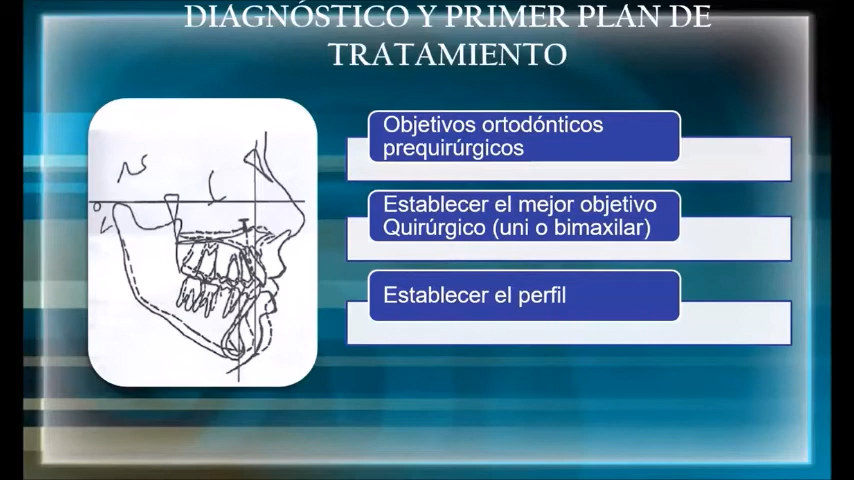 DIAGNÓSTICO Y PRIMER PLAN DE
TRATAMIENTO
Objetivos ortodónticos
prequirúrgicos
Establecer el mejor objetivo
Quirúrgico (uni o bimaxilar)
Establecer el perfil